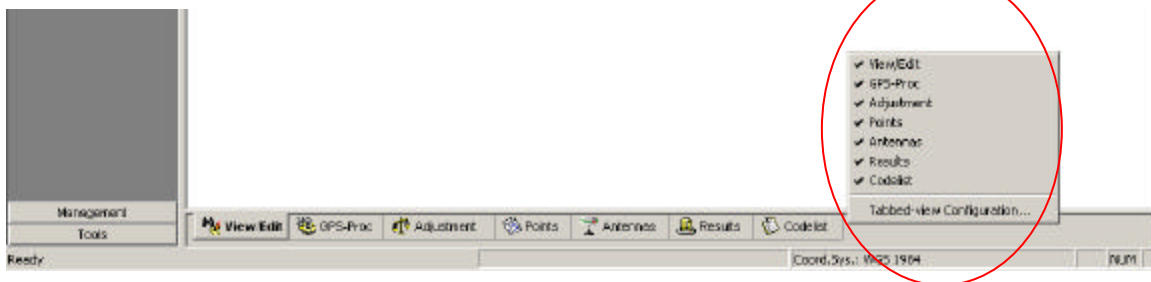 View/Edit
GPS-Proc
Adjustment
Points
Antennas
Results
Codelist
Tabbed-view Configuration...
Management
Tools
View Edit GPS-Proc Adjustment Points Antennas Results Codelist
Ready Coord.Sys.: WGS 1984 NUM